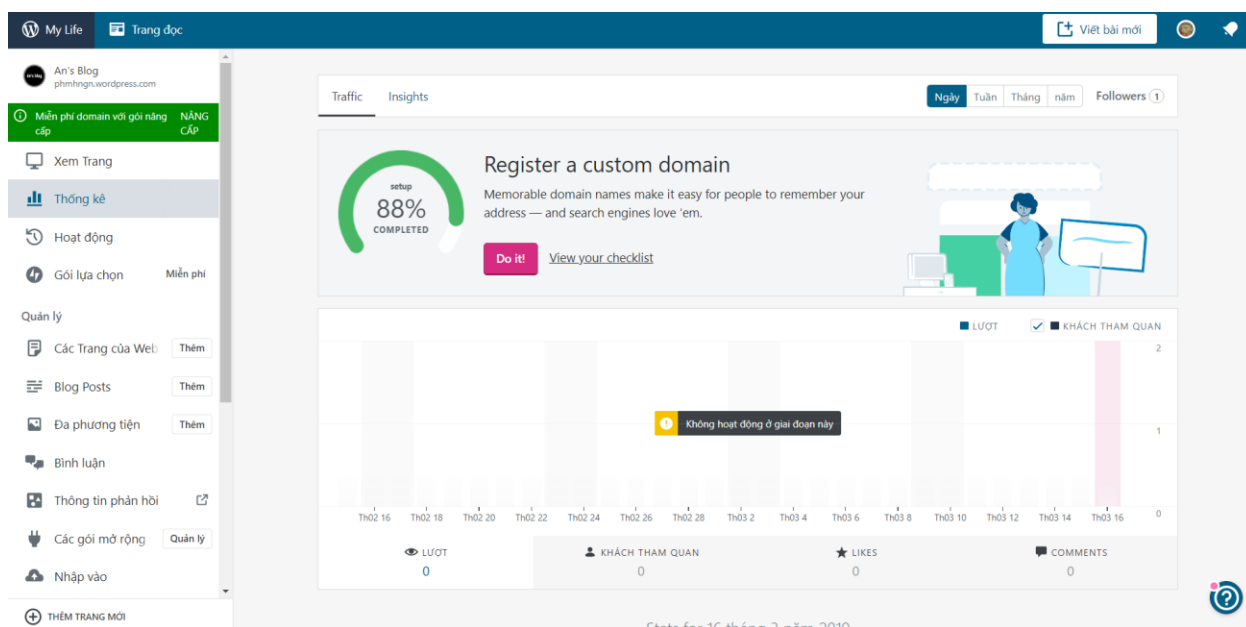 My Life
Trang đọc
Viết bài mới
An's Blog
phmhngn.wordpress.com
Miễn phí domain với gói nâng cấp
NÂNG CẤP
Xem Trang
Thống kê
Hoạt động
Gói lựa chọn Miễn phí
Quản lý
Các Trang của Web Thêm
Blog Posts Thêm
Đa phương tiện Thêm
Bình luận
Thông tin phản hồi
Các gói mở rộng Quản lý
Nhập vào
THÊM TRANG MỚI
Traffic Insights
Ngày Tuần Tháng năm Followers 1
setup
88%
COMPLETED
Register a custom domain
Memorable domain names make it easy for people to remember your
address — and search engines love 'em.
Do it! View your checklist
LƯỢT KHÁCH THAM QUAN
2
Không hoạt động ở giai đoạn này
1
0
Th02 16 Th02 18 Th02 20 Th02 22 Th02 24 Th02 26 Th02 28 Th03 2 Th03 4 Th03 6 Th03 8 Th03 10 Th03 12 Th03 14 Th03 16
LƯỢT KHÁCH THAM QUAN LIKES COMMENTS
0 0 0 0
Stats for 16 tháng 3 năm 2019